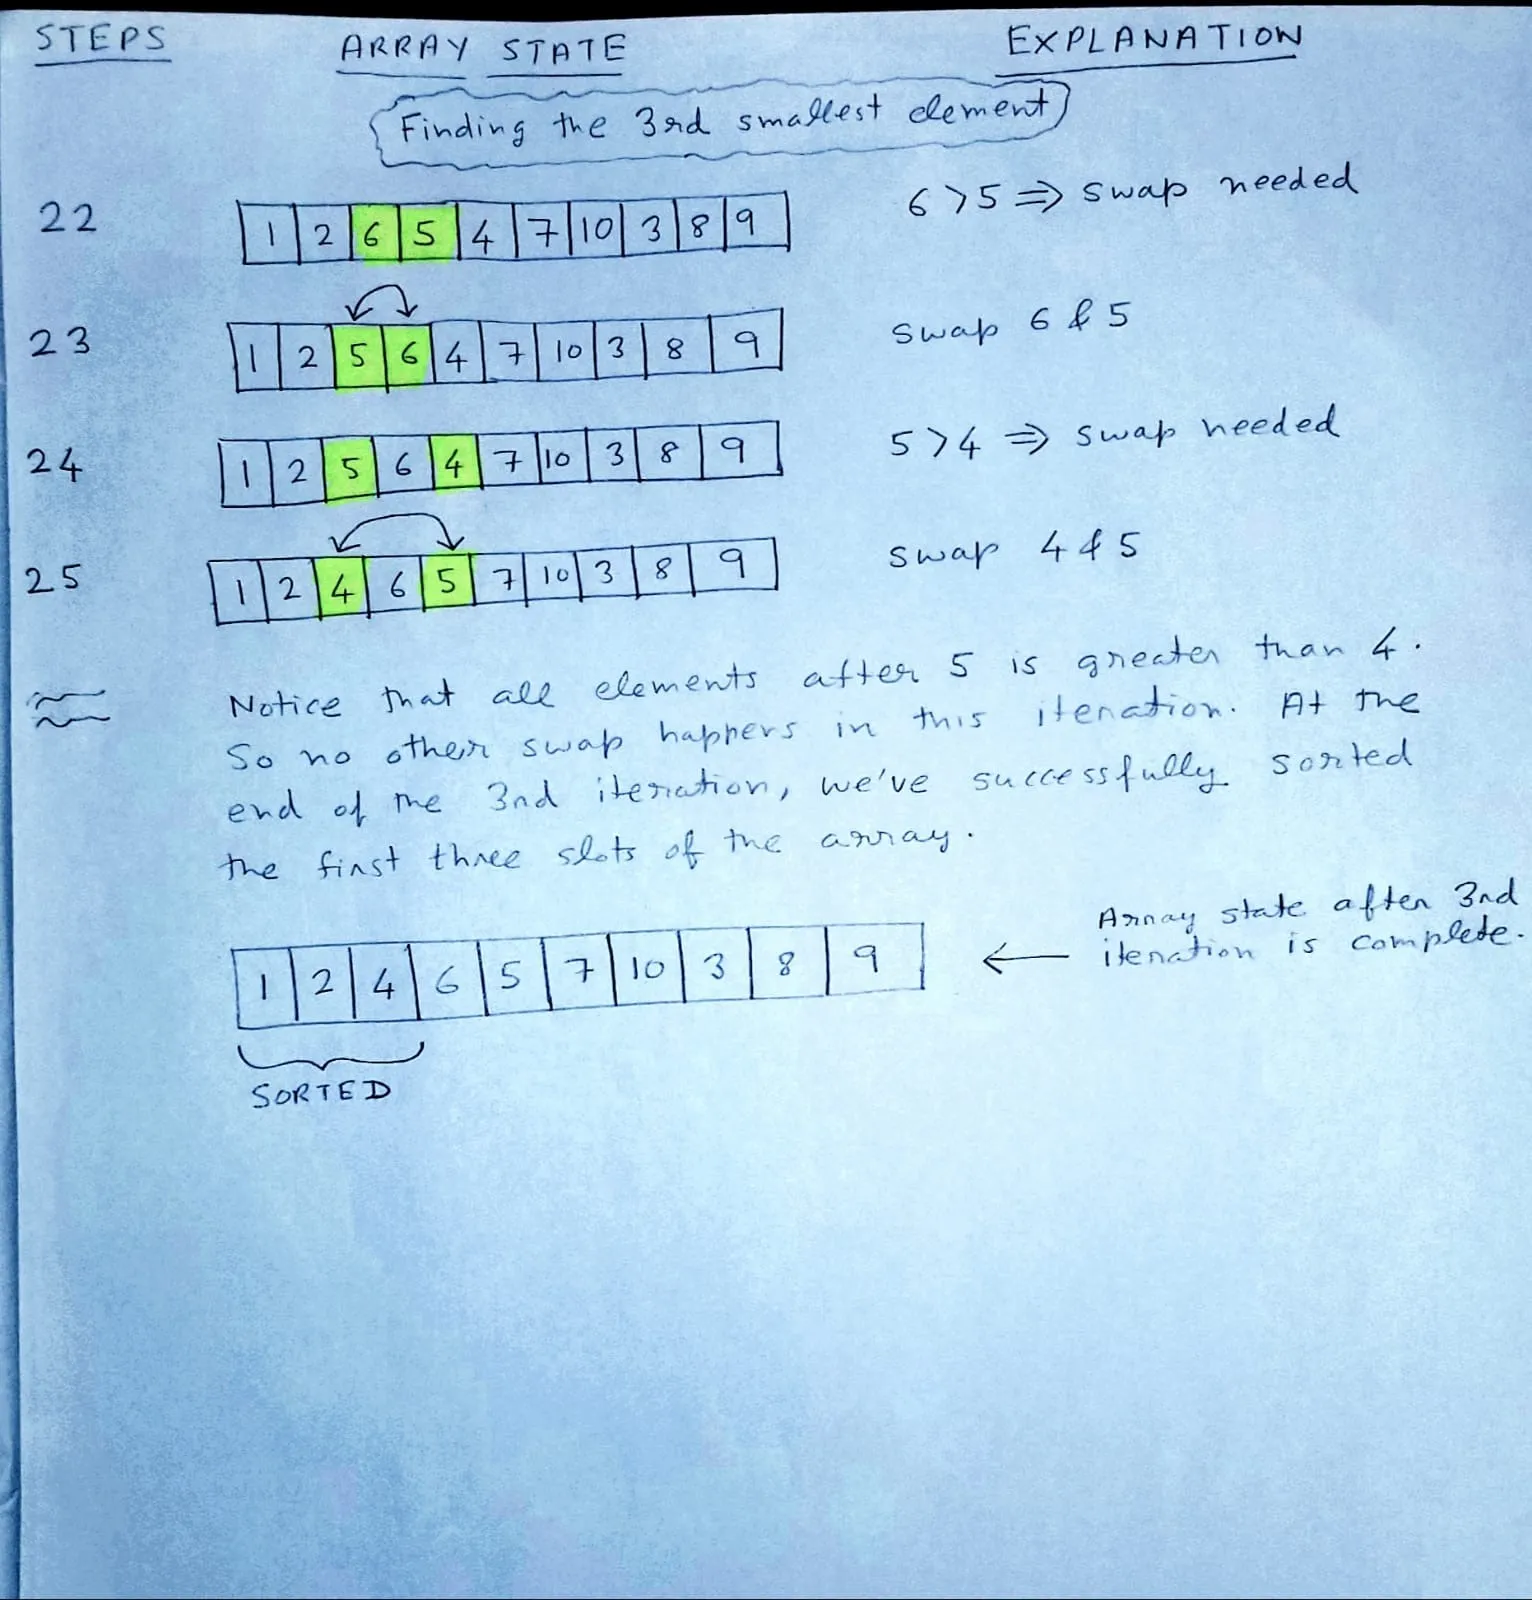 STEPS ARRAY STATE EXPLANATION
Finding the 3rd smallest element
22 1 2 6 5 4 7 10 3 8 9 6 > 5 ⇒ swap needed
23 1 2 5 6 4 7 10 3 8 9 swap 6 & 5
24 1 2 5 6 4 7 10 3 8 9 5 > 4 ⇒ swap needed
25 1 2 4 6 5 7 10 3 8 9 swap 4 & 5
Notice that all elements after 5 is greater than 4.
So no other swap happens in this iteration. At the
end of the 3rd iteration, we've successfully sorted
the first three slots of the array.
1 2 4 6 5 7 10 3 8 9 ← Array state after 3rd
iteration is complete.
SORTED